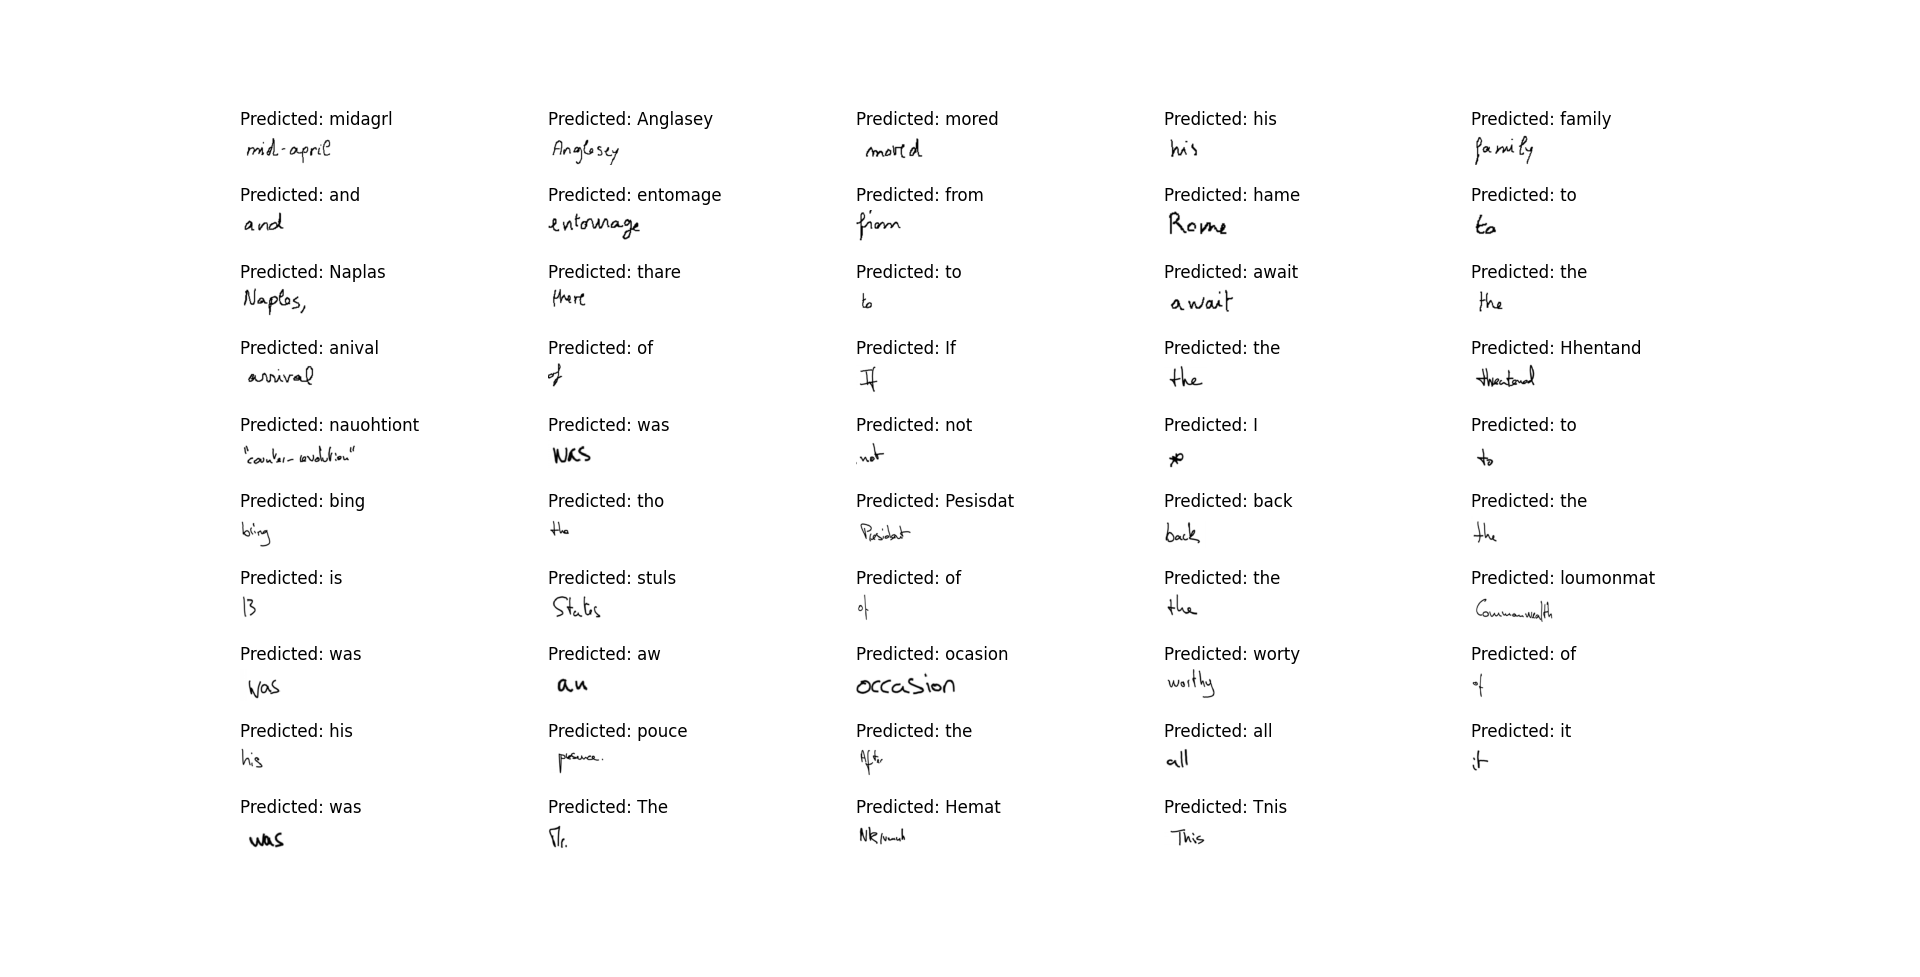 Predicted: midagrl Predicted: Anglasey Predicted: mored Predicted: his Predicted: family
mid-april Anglesey moved his family
Predicted: and Predicted: entomage Predicted: from Predicted: hame Predicted: to
and entourage from Rome to
Predicted: Naplas Predicted: thare Predicted: to Predicted: await Predicted: the
Naples, there to await the
Predicted: anival Predicted: of Predicted: If Predicted: the Predicted: Hhentand
arrival of If the threatened
Predicted: nauohtiont Predicted: was Predicted: not Predicted: I Predicted: to
"counter-revolution" was not * to
Predicted: bing Predicted: tho Predicted: Pesisdat Predicted: back Predicted: the
bring the President back the
Predicted: is Predicted: stuls Predicted: of Predicted: the Predicted: loumonmat
13 States of the Commonwealth
Predicted: was Predicted: aw Predicted: ocasion Predicted: worty Predicted: of
was an occasion worthy of
Predicted: his Predicted: pouce Predicted: the Predicted: all Predicted: it
his presence. After all it
Predicted: was Predicted: The Predicted: Hemat Predicted: Tnis
was Mr. Nkrumah This